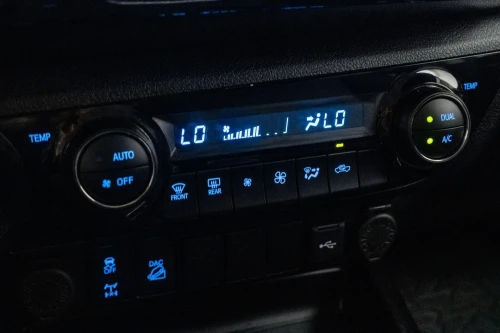 TEMP
AUTO
OFF
LO
LO
TEMP
DUAL
A/C
FRONT
REAR
OFF
DAC